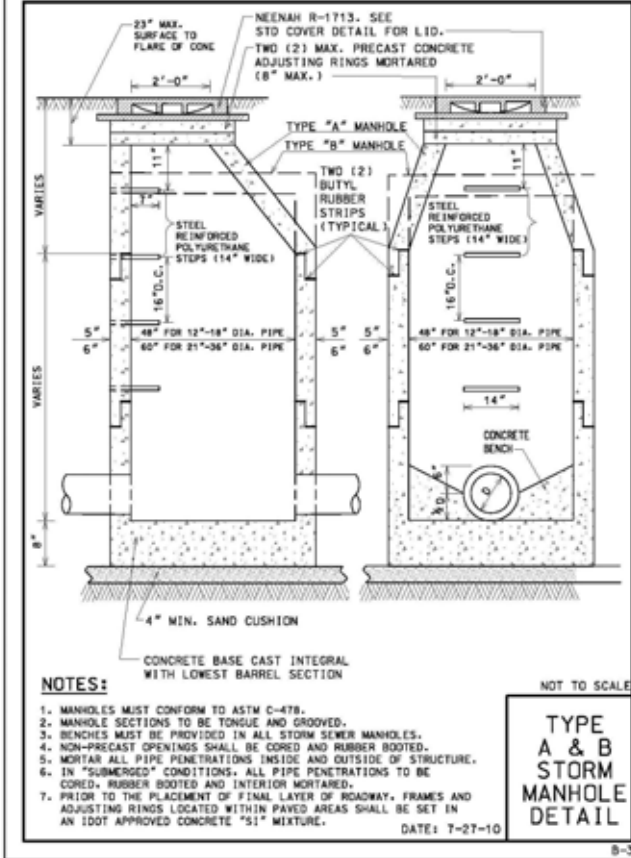 23" MAX.
SURFACE TO
FLARE OF CONE
NEENAH R-1713. SEE
STD COVER DETAIL FOR LID.
TWO (2) MAX. PRECAST CONCRETE
ADJUSTING RINGS MORTARED
(8" MAX.)
2'-0"
2'-0"
TYPE "A" MANHOLE
TYPE "B" MANHOLE
11"
11"
7"
TWO (2)
BUTYL
RUBBER
STRIPS
(TYPICAL)
STEEL
REINFORCED
POLYURETHANE
STEPS (14" WIDE)
STEEL
REINFORCED
POLYURETHANE
STEPS (14" WIDE)
VARIES
16" O.C.
16" O.C.
5"
6"
48" FOR 12"-18" DIA. PIPE
60" FOR 21"-36" DIA. PIPE
5"
6"
5"
6"
48" FOR 12"-18" DIA. PIPE
60" FOR 21"-36" DIA. PIPE
5"
6"
VARIES
14"
CONCRETE
BENCH
6"
D
8"
4" MIN. SAND CUSHION
CONCRETE BASE CAST INTEGRAL
WITH LOWEST BARREL SECTION
NOTES:
1. MANHOLES MUST CONFORM TO ASTM C-478.
2. MANHOLE SECTIONS TO BE TONGUE AND GROOVED.
3. BENCHES MUST BE PROVIDED IN ALL STORM SEWER MANHOLES.
4. NON-PRECAST OPENINGS SHALL BE CORED AND RUBBER BOOTED.
5. MORTAR ALL PIPE PENETRATIONS INSIDE AND OUTSIDE OF STRUCTURE.
6. IN "SUBMERGED" CONDITIONS, ALL PIPE PENETRATIONS TO BE
CORED, RUBBER BOOTED AND INTERIOR MORTARED.
7. PRIOR TO THE PLACEMENT OF FINAL LAYER OF ROADWAY, FRAMES AND
ADJUSTING RINGS LOCATED WITHIN PAVED AREAS SHALL BE SET IN
AN IDOT APPROVED CONCRETE "SI" MIXTURE.
DATE: 7-27-10
NOT TO SCALE
TYPE
A & B
STORM
MANHOLE
DETAIL